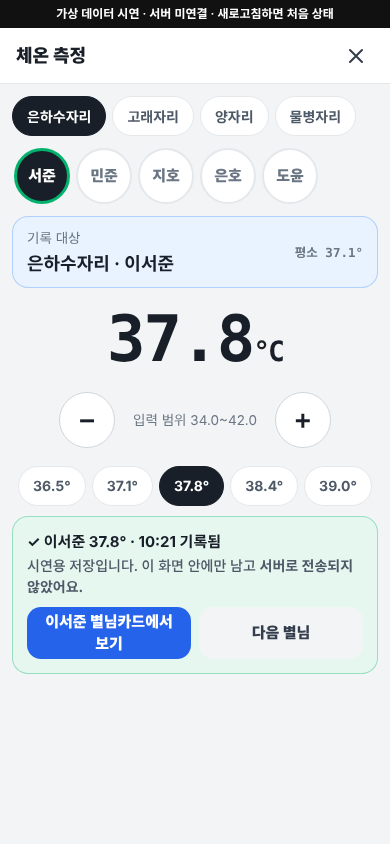 가상 데이터 시연 · 서버 미연결 · 새로고침하면 처음 상태
체온 측정
은하수자리 고래자리 양자리 물병자리
서준 민준 지호 은호 도윤
기록 대상
은하수자리 · 이서준
평소 37.1°
37.8°C
− 입력 범위 34.0~42.0 +
36.5° 37.1° 37.8° 38.4° 39.0°
✓ 이서준 37.8° · 10:21 기록됨
시연용 저장입니다. 이 화면 안에만 남고 서버로 전송되지
않았어요.
이서준 별님카드에서
보기
다음 별님